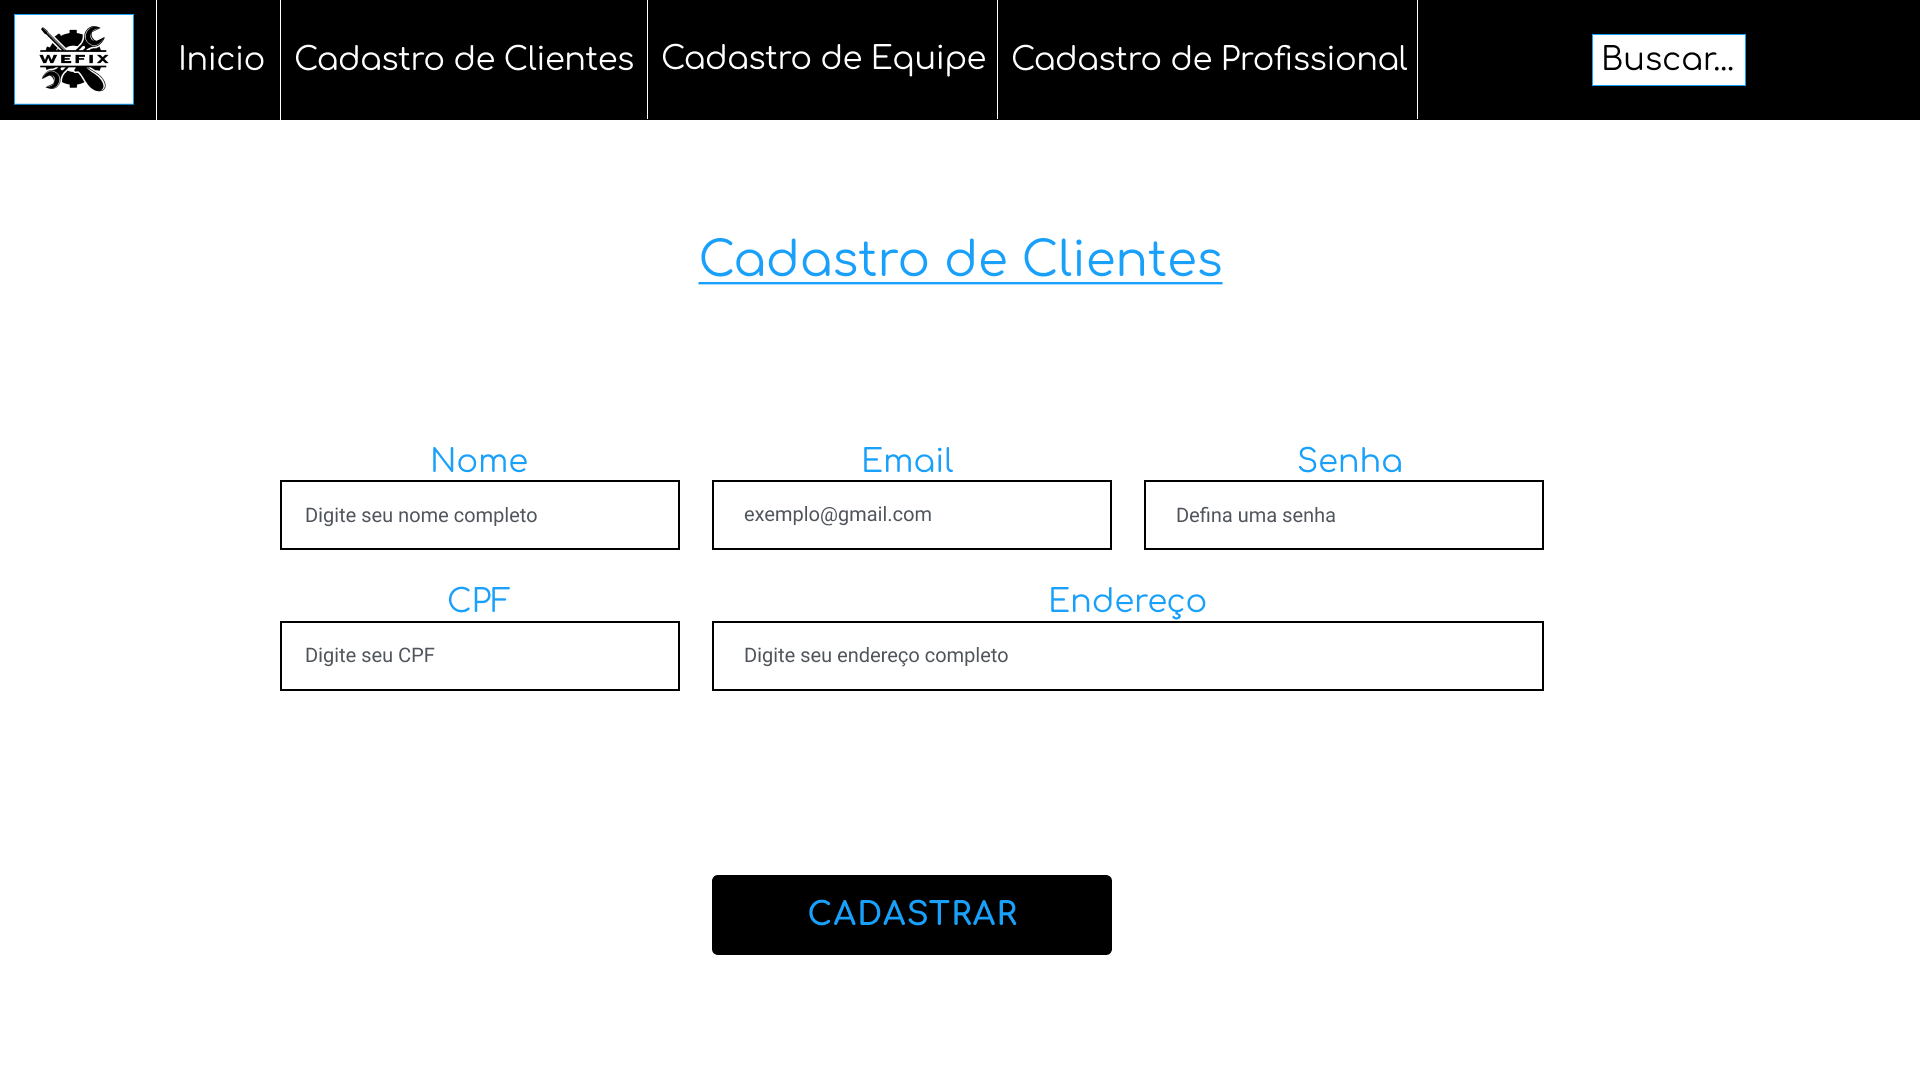 WEFIX
Inicio
Cadastro de Clientes
Cadastro de Equipe
Cadastro de Profissional
Buscar...
Cadastro de Clientes
Nome
Email
Senha
Digite seu nome completo
exemplo@gmail.com
Defina uma senha
CPF
Endereço
Digite seu CPF
Digite seu endereço completo
CADASTRAR